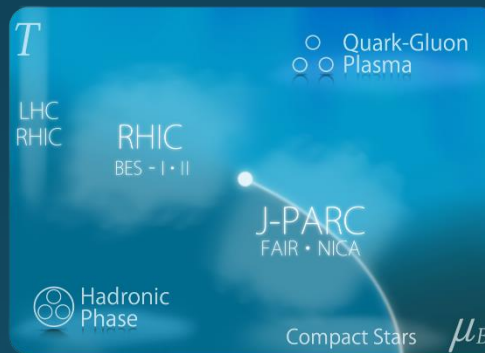 T
Quark-Gluon
Plasma
LHC
RHIC
RHIC
BES - I • II
J-PARC
FAIR • NICA
Hadronic
Phase
Compact Stars
μB